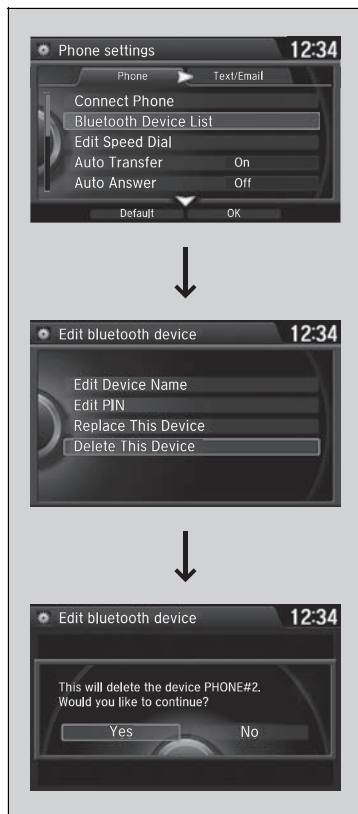 Phone settings 12:34
Phone Text/Email
Connect Phone
Bluetooth Device List
Edit Speed Dial
Auto Transfer On
Auto Answer Off
Default OK
Edit bluetooth device 12:34
Edit Device Name
Edit PIN
Replace This Device
Delete This Device
Edit bluetooth device 12:34
This will delete the device PHONE#2.
Would you like to continue?
Yes No